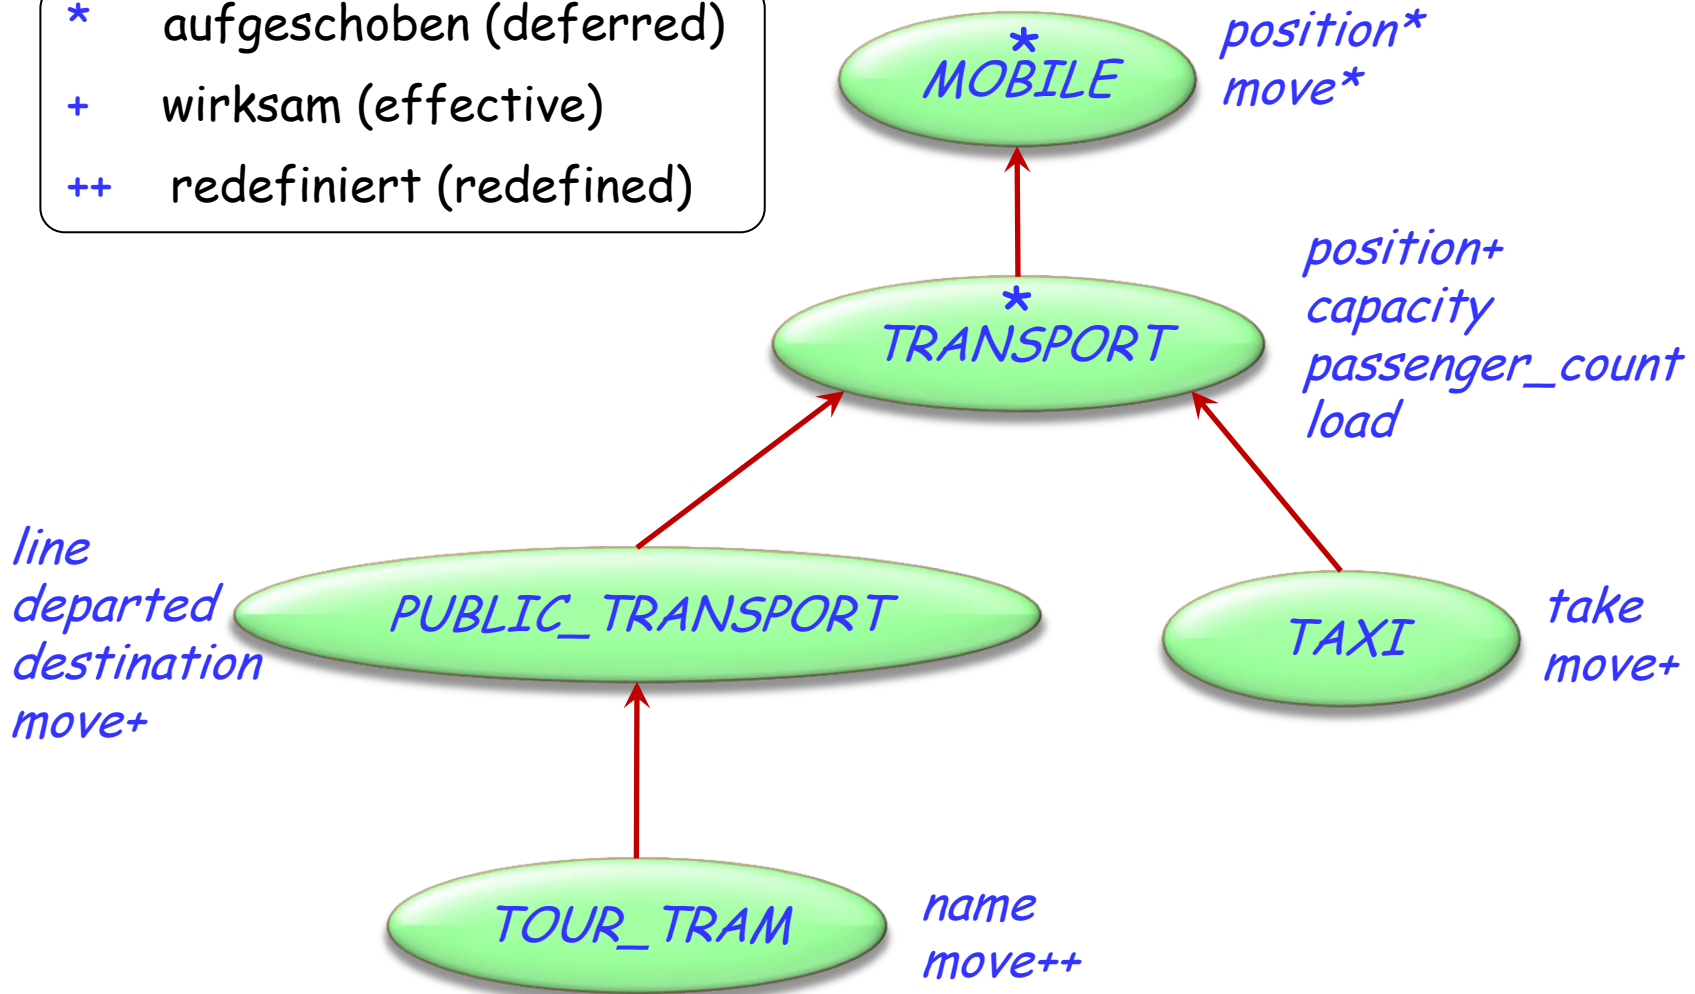 * aufgeschoben (deferred)
+ wirksam (effective)
++ redefiniert (redefined)
*
MOBILE
position*
move*
*
TRANSPORT
position+
capacity
passenger_count
load
line
departed
destination
move+
PUBLIC_TRANSPORT
TAXI
take
move+
TOUR_TRAM
name
move++